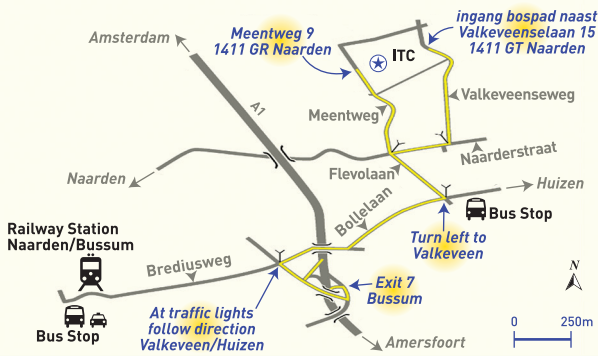 Amsterdam
Meentweg 9
1411 GR Naarden
ingang bospad naast
Valkeveenselaan 15
1411 GT Naarden
ITC
A1
Meentweg
Valkeveenseweg
Naarderstraat
Naarden
Flevolaan
Huizen
Bollelaan
Bus Stop
Railway Station
Naarden/Bussum
Turn left to
Valkeveen
Brediusweg
Exit 7
Bussum
N
Bus Stop
At traffic lights
follow direction
Valkeveen/Huizen
Amersfoort
0
250m